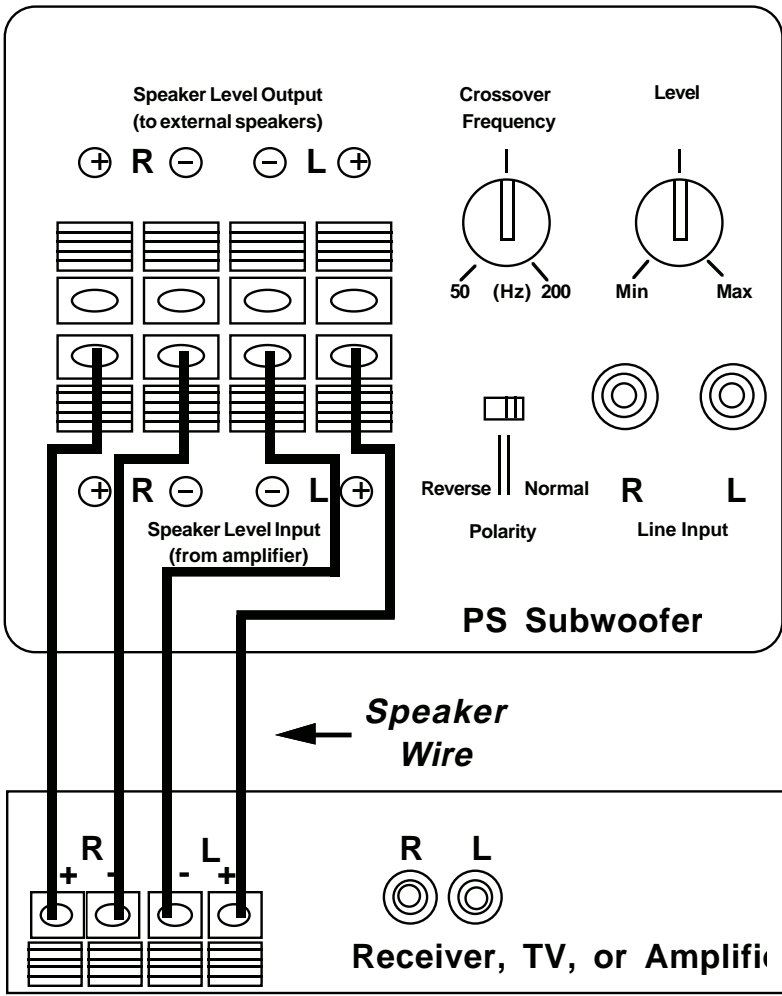 Speaker Level Output
(to external speakers)
+ R - - L +
Crossover
Frequency
Level
50 (Hz) 200
Min Max
+ R - - L +
Speaker Level Input
(from amplifier)
Reverse Normal
Polarity
R L
Line Input
PS Subwoofer
Speaker
Wire
R L
+ - - +
R L
Receiver, TV, or Amplifi